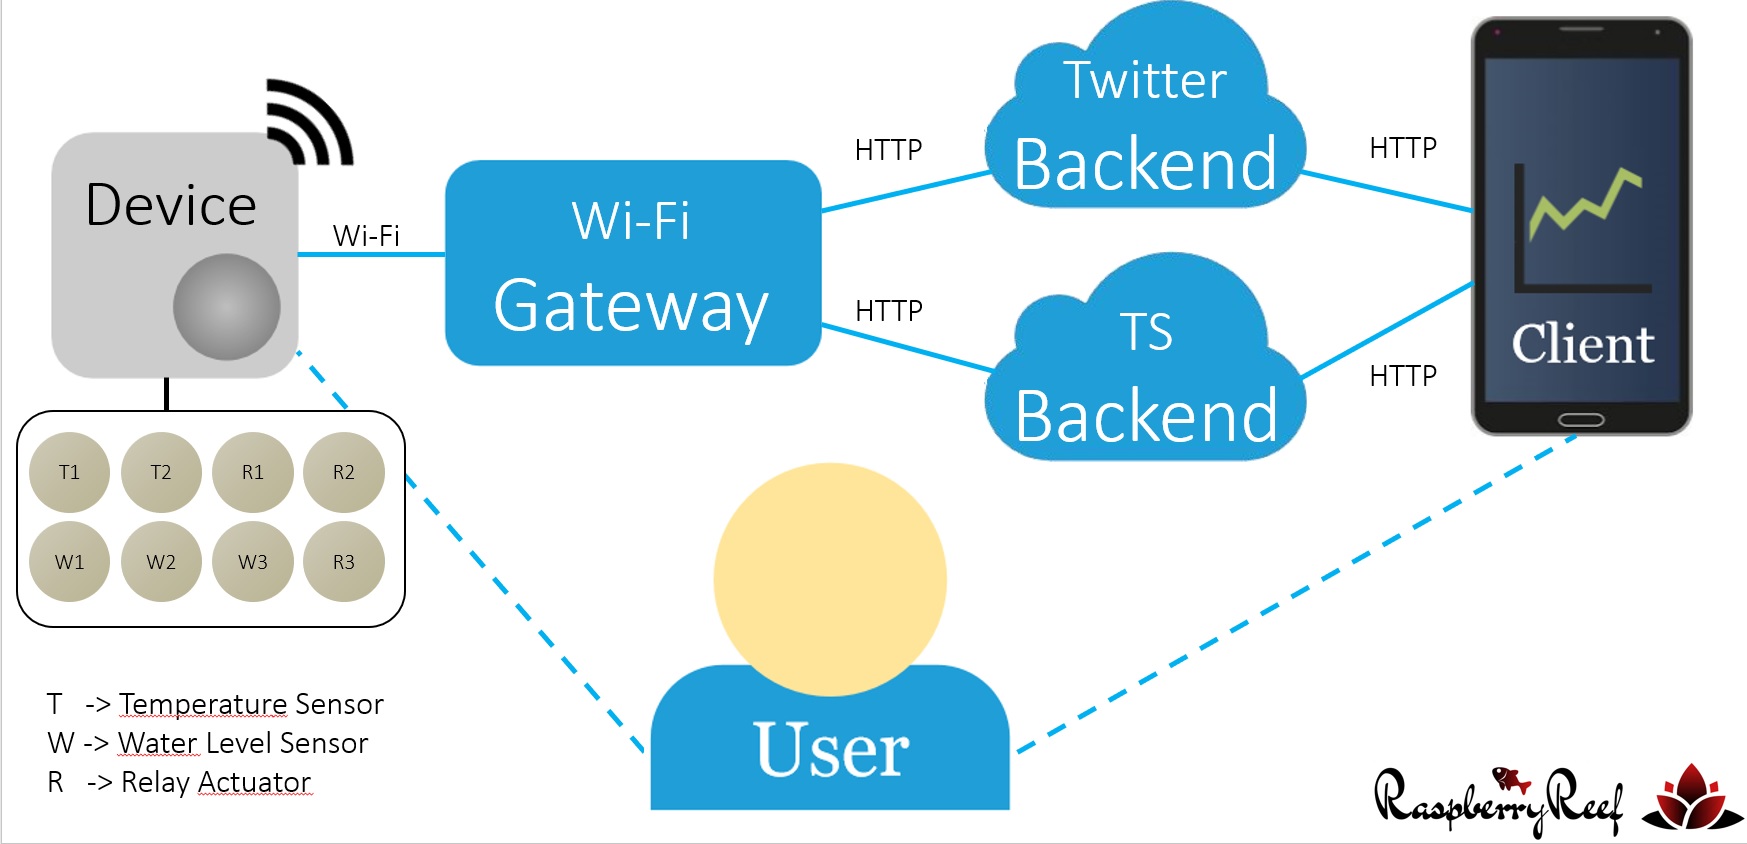 Device
Wi-Fi
Wi-Fi
Gateway
HTTP
HTTP
Twitter
Backend
TS
Backend
HTTP
HTTP
Client
T1 T2 R1 R2
W1 W2 W3 R3
T -> Temperature Sensor
W -> Water Level Sensor
R -> Relay Actuator
User
RaspberryReef